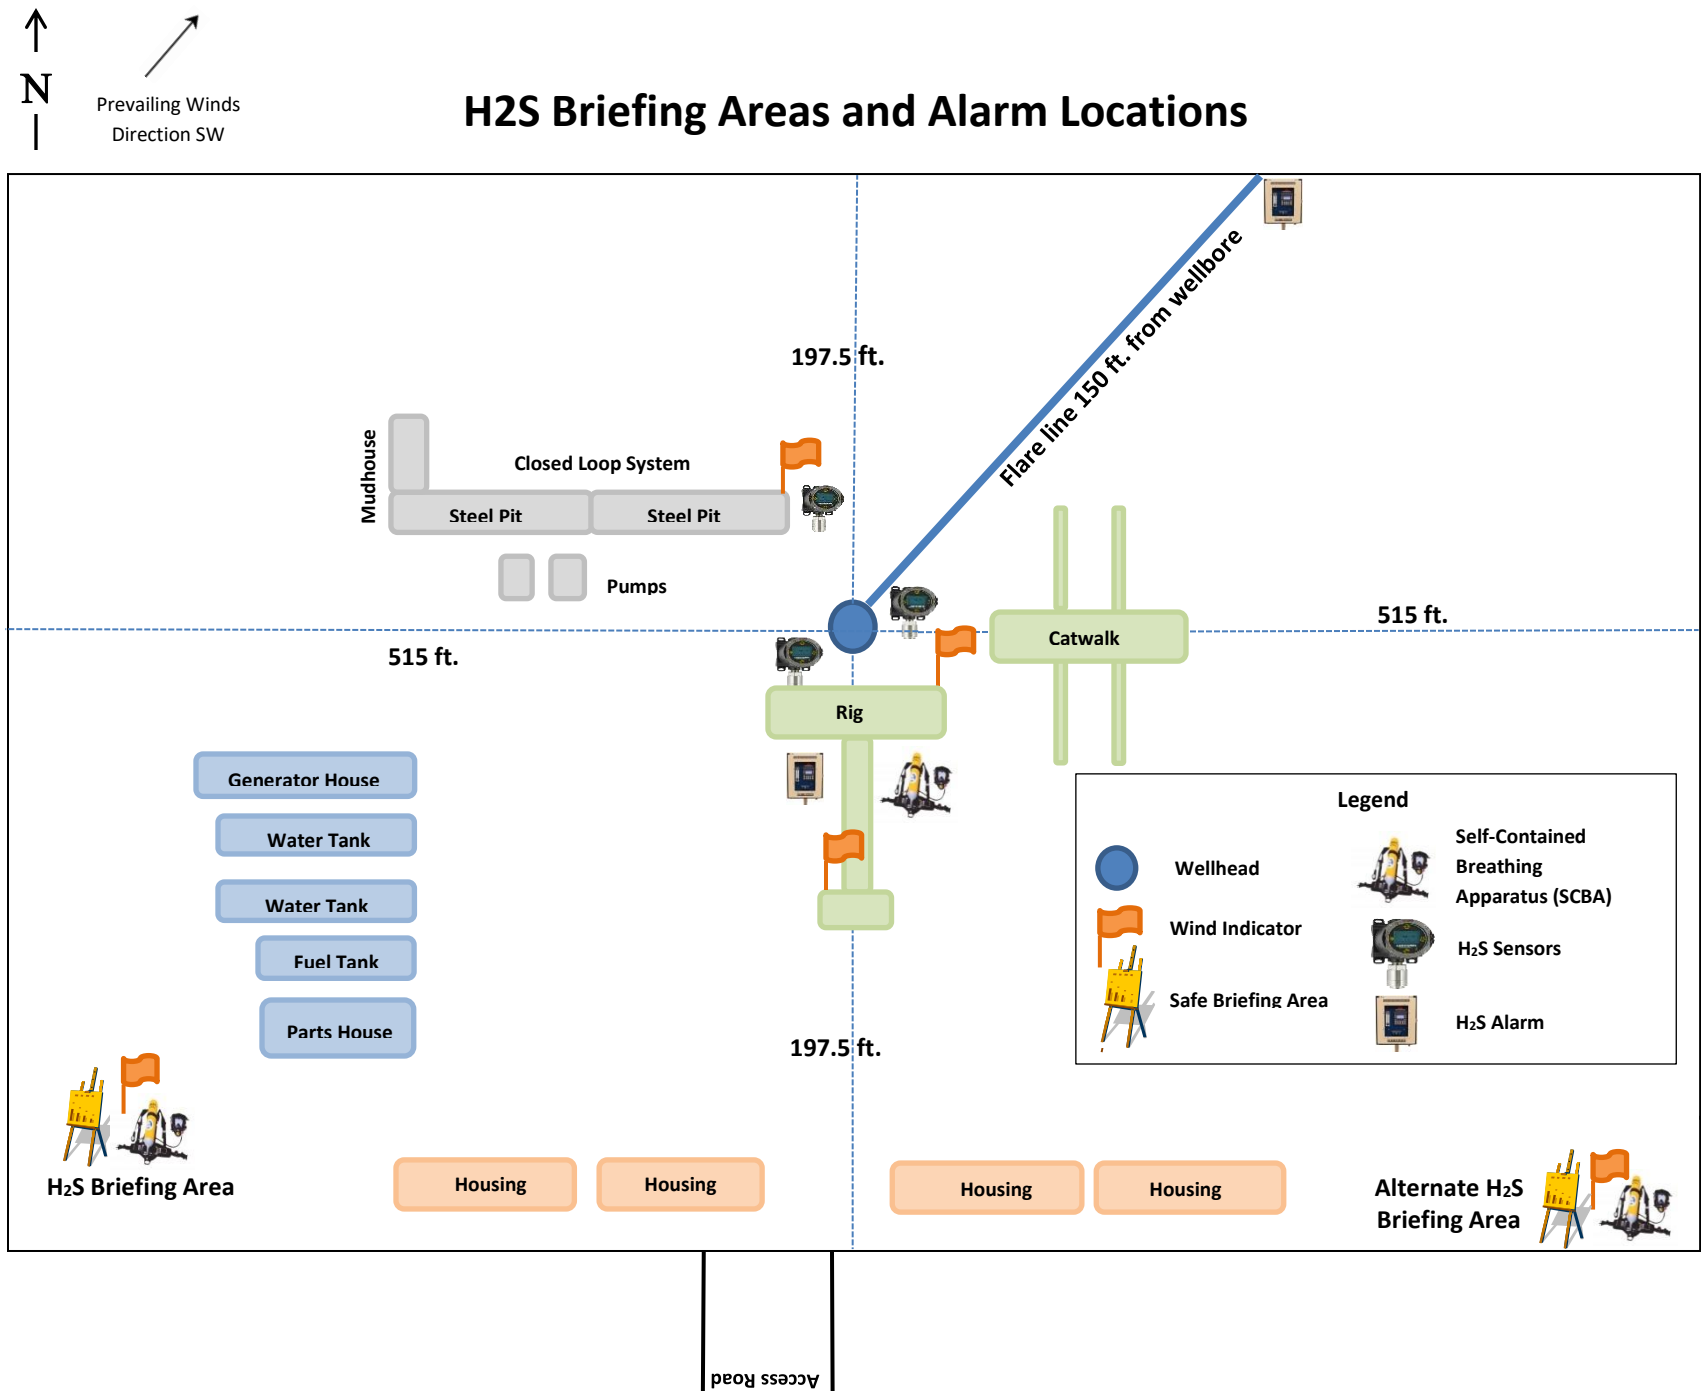 N
Prevailing Winds
Direction SW
H2S Briefing Areas and Alarm Locations
197.5 ft.
Flare line 150 ft. from wellbore
Mudhouse
Closed Loop System
Steel Pit
Steel Pit
Pumps
515 ft.
515 ft.
Catwalk
Rig
Generator House
Water Tank
Water Tank
Fuel Tank
Parts House
Legend
Wellhead
Wind Indicator
Safe Briefing Area
Self-Contained
Breathing
Apparatus (SCBA)
H2S Sensors
H2S Alarm
197.5 ft.
H2S Briefing Area
Housing
Housing
Housing
Housing
Alternate H2S
Briefing Area
Access Road